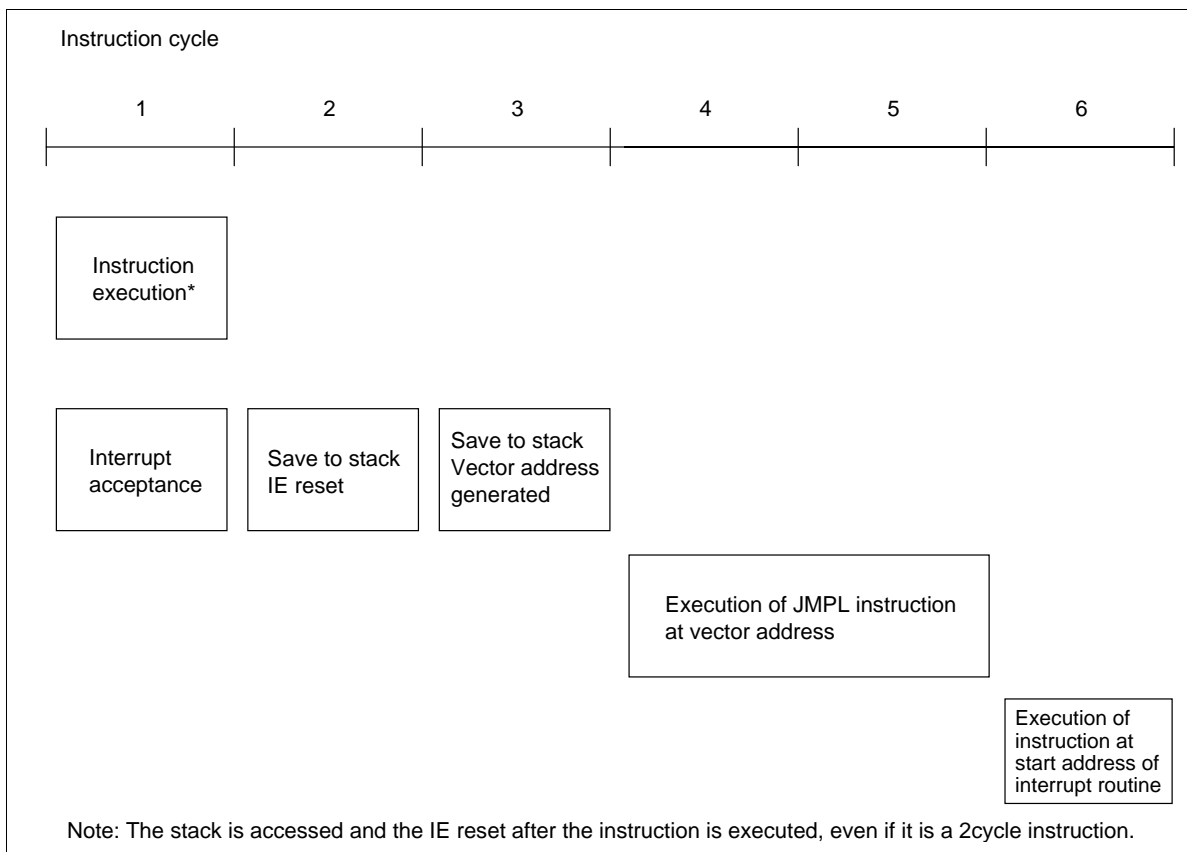 Instruction cycle
1 2 3 4 5 6
Instruction
execution*
Interrupt
acceptance
Save to stack
IE reset
Save to stack
Vector address
generated
Execution of JMPL instruction
at vector address
Execution of
instruction at
start address of
interrupt routine
Note: The stack is accessed and the IE reset after the instruction is executed, even if it is a 2cycle instruction.